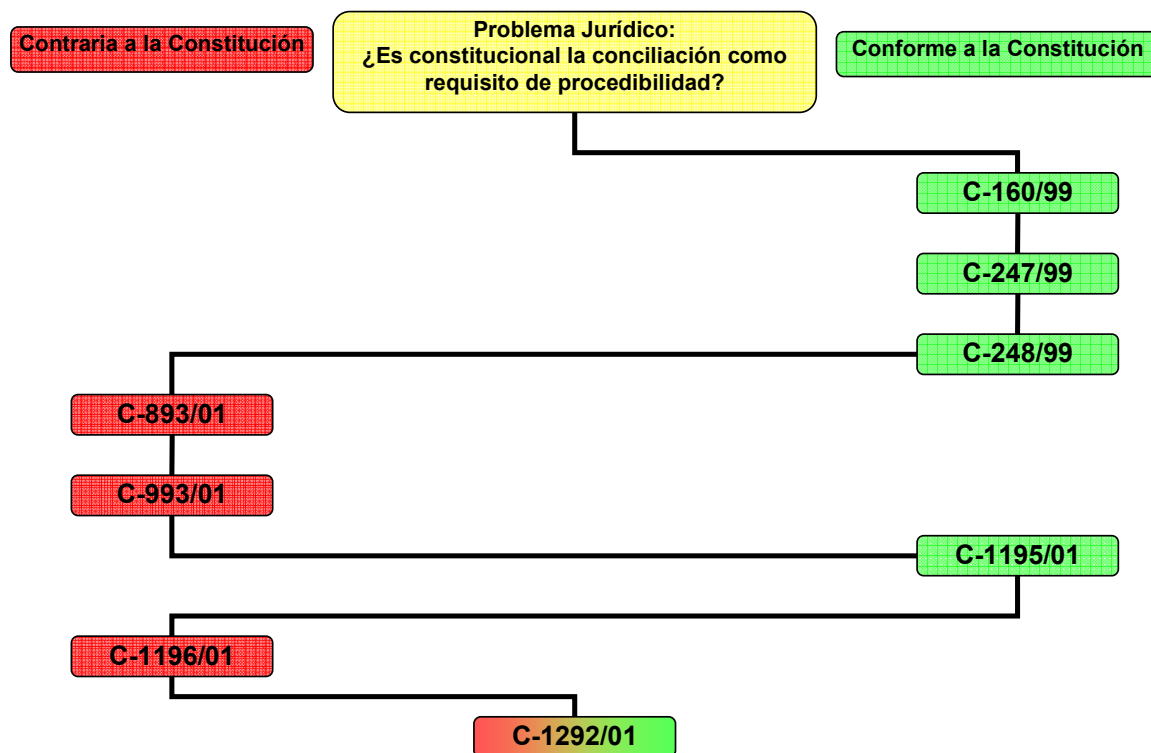 Contraria a la Constitución
Problema Jurídico:
¿Es constitucional la conciliación como
requisito de procedibilidad?
Conforme a la Constitución
C-160/99
C-247/99
C-248/99
C-893/01
C-993/01
C-1195/01
C-1196/01
C-1292/01